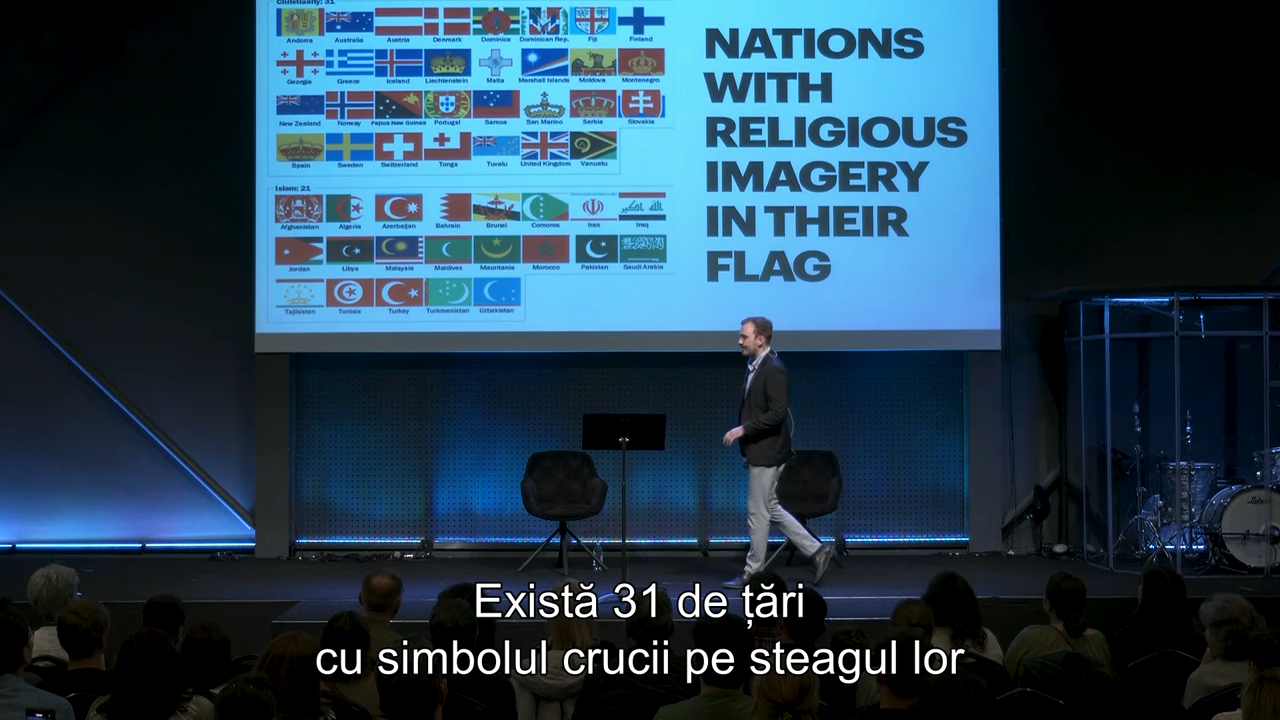 Christianity: 31
Andorra Australia Austria Denmark Dominica Dominican Rep. Fiji Finland
Georgia Greece Iceland Liechtenstein Malta Marshall Islands Moldova Montenegro
New Zealand Norway Papua New Guinea Portugal Samoa San Marino Serbia Slovakia
Spain Sweden Switzerland Tonga Tuvalu United Kingdom Vanuatu
Islam: 21
Afghanistan Algeria Azerbaijan Bahrain Brunei Comoros Iran Iraq
Jordan Libya Malaysia Maldives Mauritania Morocco Pakistan Saudi Arabia
Tajikistan Tunisia Turkey Turkmenistan Uzbekistan
NATIONS
WITH
RELIGIOUS
IMAGERY
IN THEIR
FLAG
Există 31 de țări
cu simbolul crucii pe steagul lor